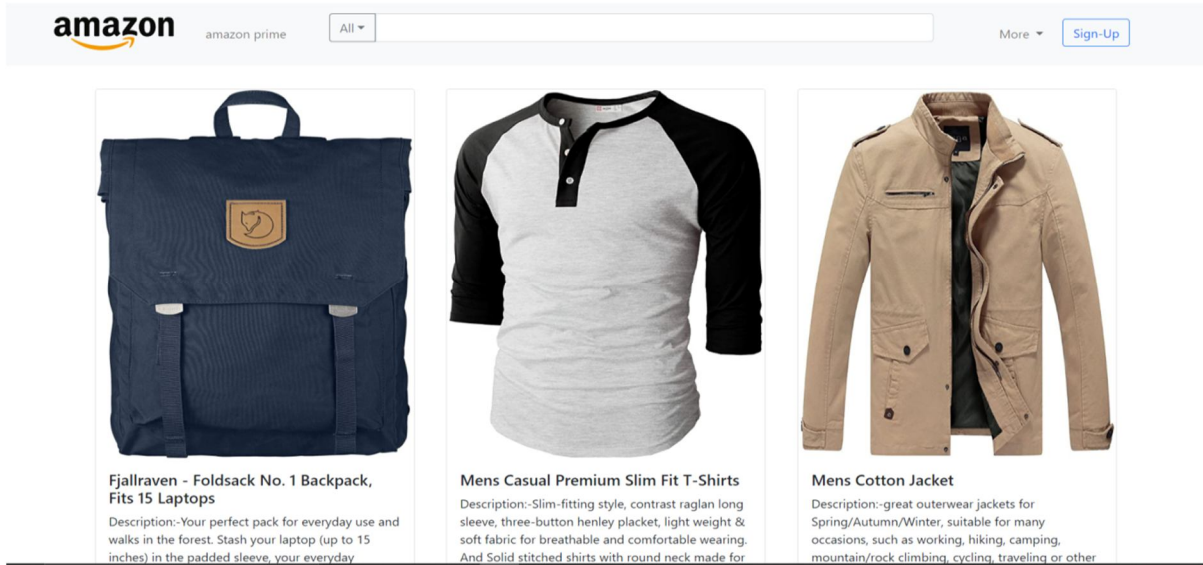 amazon
amazon prime
All
More
Sign-Up
Fjallraven - Foldsack No. 1 Backpack,
Fits 15 Laptops
Description:-Your perfect pack for everyday use and
walks in the forest. Stash your laptop (up to 15
inches) in the padded sleeve, your everyday
Mens Casual Premium Slim Fit T-Shirts
Description:-Slim-fitting style, contrast raglan long
sleeve, three-button henley placket, light weight &
soft fabric for breathable and comfortable wearing.
And Solid stitched shirts with round neck made for
Mens Cotton Jacket
Description:-great outerwear jackets for
Spring/Autumn/Winter, suitable for many
occasions, such as working, hiking, camping,
mountain/rock climbing, cycling, traveling or other